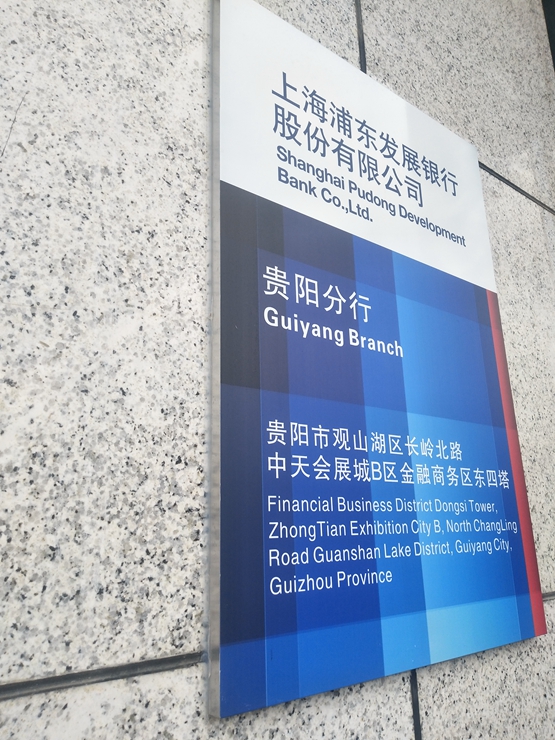 上海浦东发展银行
股份有限公司
Shanghai Pudong Development
Bank Co.,Ltd.
贵阳分行
Guiyang Branch
贵阳市观山湖区长岭北路
中天会展城B区金融商务区东四塔
Financial Business District Dongsi Tower,
ZhongTian Exhibition City B, North ChangLing
Road Guanshan Lake District, Guiyang City,
Guizhou Province